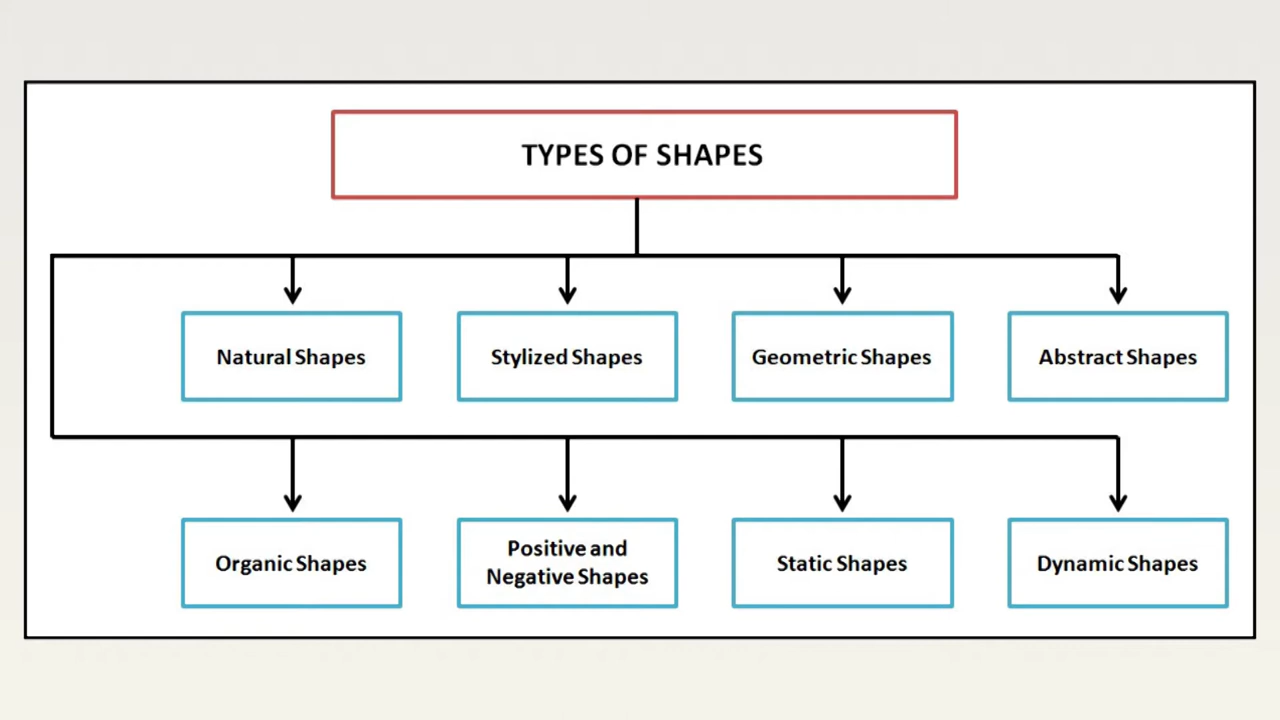 TYPES OF SHAPES
Natural Shapes
Stylized Shapes
Geometric Shapes
Abstract Shapes
Organic Shapes
Positive and
Negative Shapes
Static Shapes
Dynamic Shapes